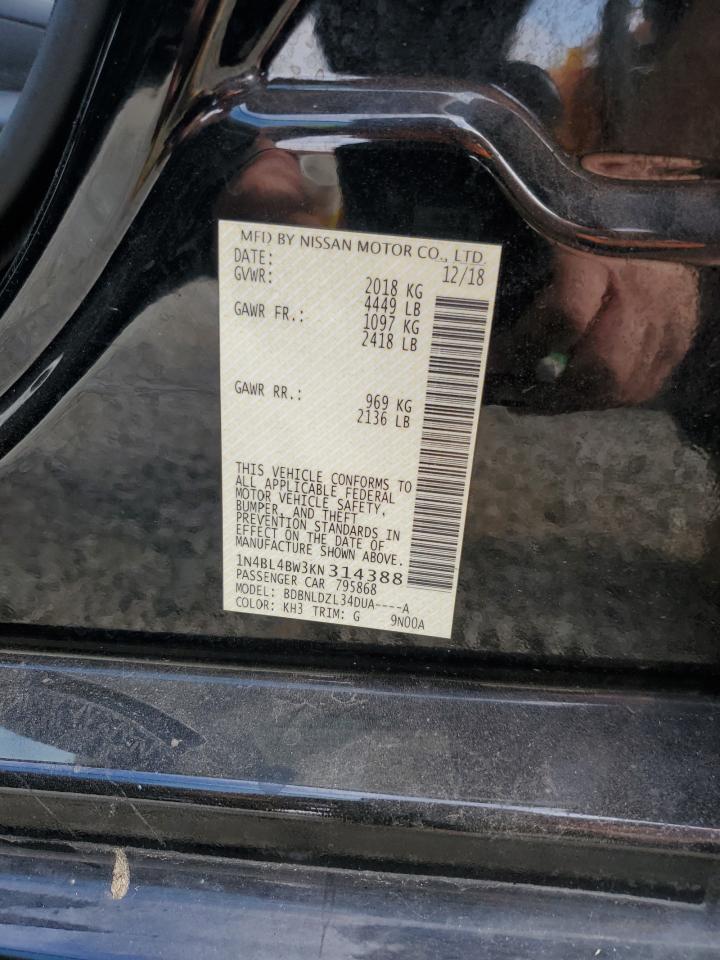 MFD BY NISSAN MOTOR CO., LTD.
DATE: 12/18
GVWR: 2018 KG
4449 LB
GAWR FR.: 1097 KG
2418 LB
GAWR RR.: 969 KG
2136 LB
THIS VEHICLE CONFORMS TO
ALL APPLICABLE FEDERAL
MOTOR VEHICLE SAFETY,
BUMPER, AND THEFT
PREVENTION STANDARDS IN
EFFECT ON THE DATE OF
MANUFACTURE SHOWN ABOVE.
1N4BL4BW3KN314388
PASSENGER CAR 795868
MODEL: BDBNLDZL34DUA----A
COLOR: KH3 TRIM: G 9N00A